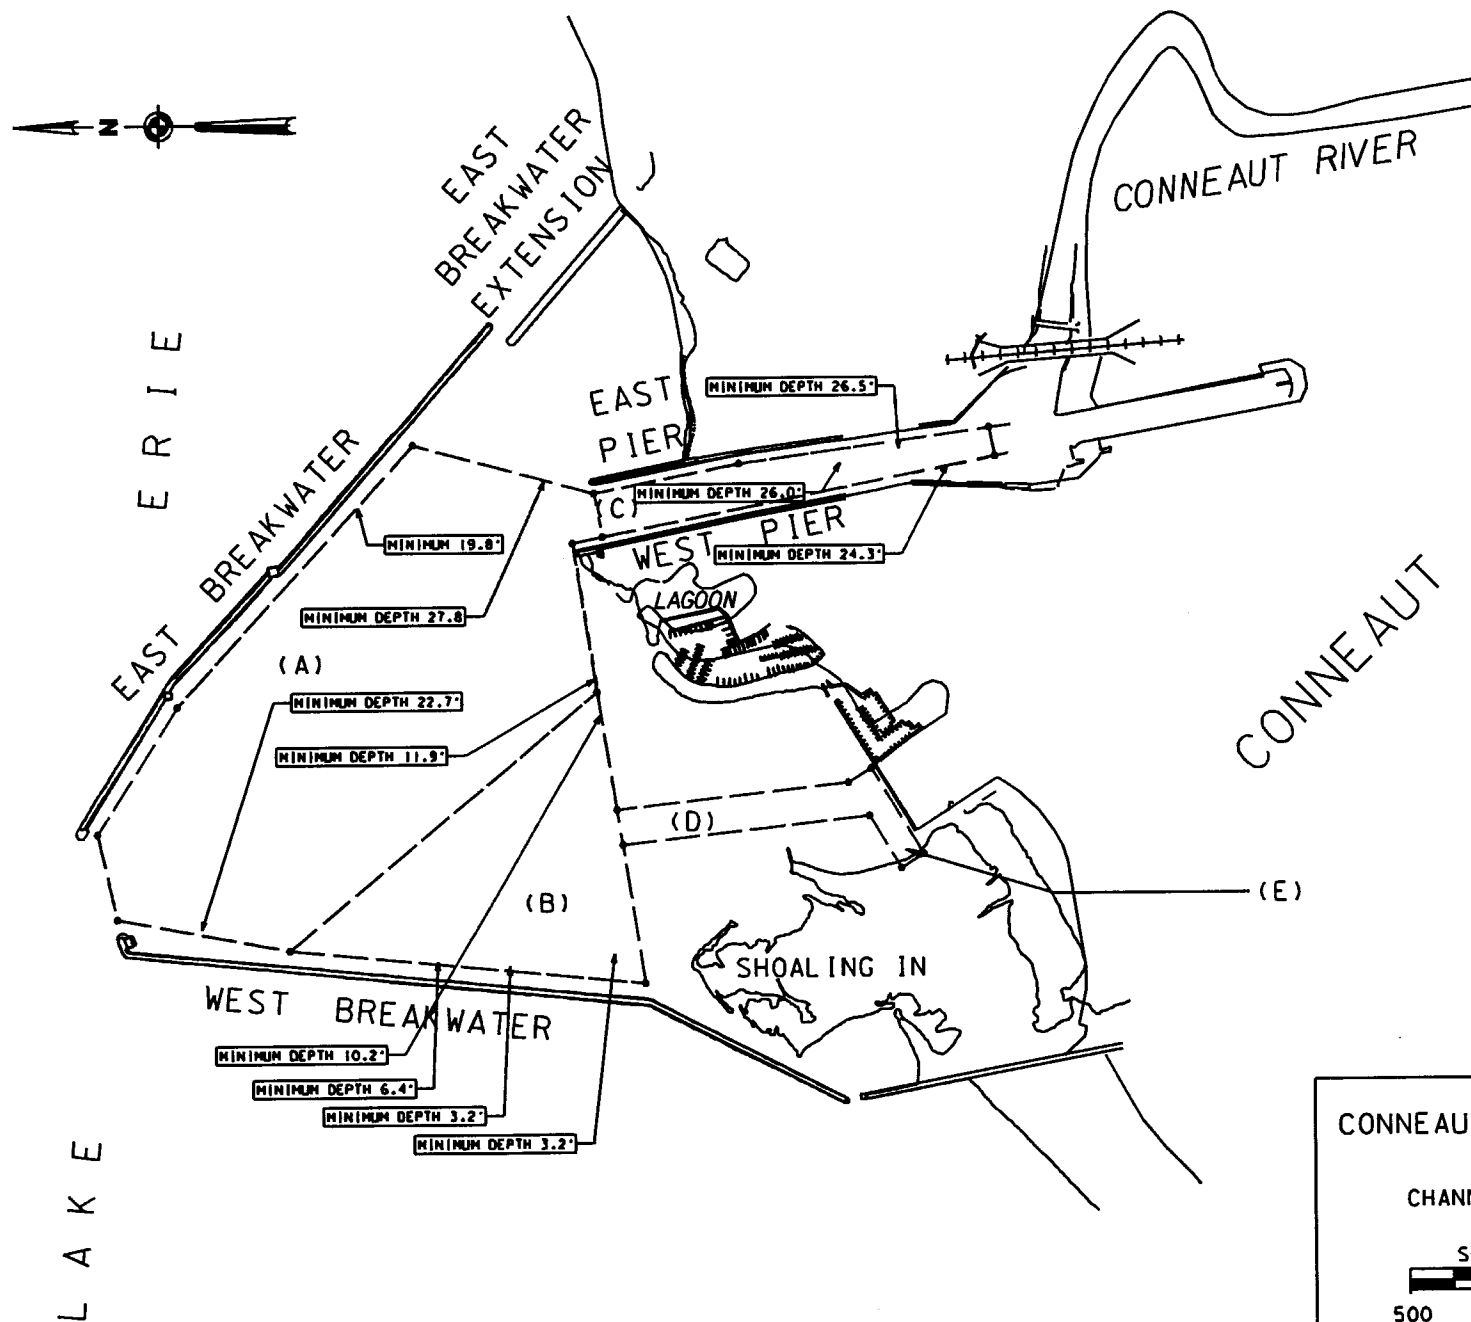 N
EAST
BREAKWATER
EXTENSION
CONNEAUT RIVER
ERIE
EAST
PIER
MINIMUM DEPTH 26.5'
MINIMUM DEPTH 26.0'
(C)
WEST PIER
MINIMUM DEPTH 24.3'
EAST BREAKWATER
MINIMUM 19.8'
MINIMUM DEPTH 27.8
LAGOON
(A)
MINIMUM DEPTH 22.7'
MINIMUM DEPTH 11.9'
CONNEAUT
(D)
(B)
(E)
SHOALING IN
WEST BREAKWATER
MINIMUM DEPTH 10.2'
MINIMUM DEPTH 6.4'
MINIMUM DEPTH 3.2'
MINIMUM DEPTH 3.2'
LAKE
CONNEAU
CHANN
S
500